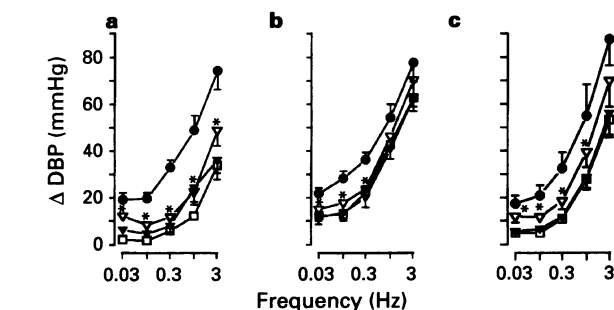 a b c
80
60
40
20
0
Δ DBP (mmHg)
* * * * *
* * *
* * * *
0.03 0.3 3 0.03 0.3 3 0.03 0.3 3
Frequency (Hz)